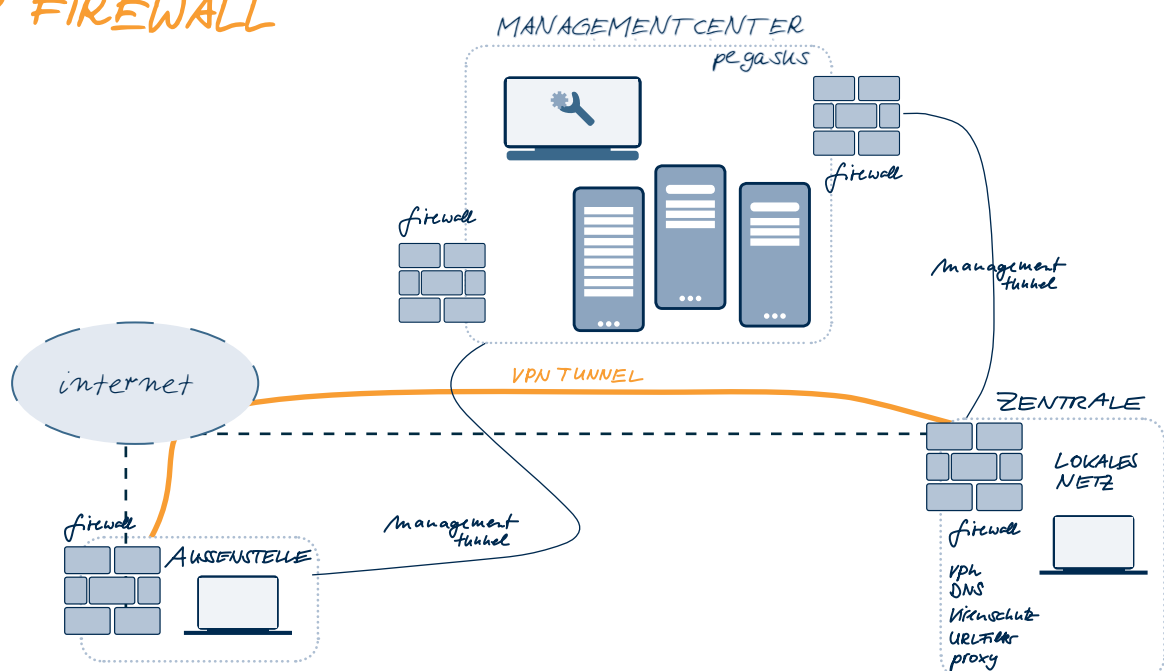 FIREWALL
MANAGEMENTCENTER
pegasus
firewall
firewall
management
tunnel
internet
VPN TUNNEL
ZENTRALE
LOKALES
NETZ
firewall
AUSSENSTELLE
management
tunnel
firewall
vpn
DNS
Virenschutz
URLFilter
proxy